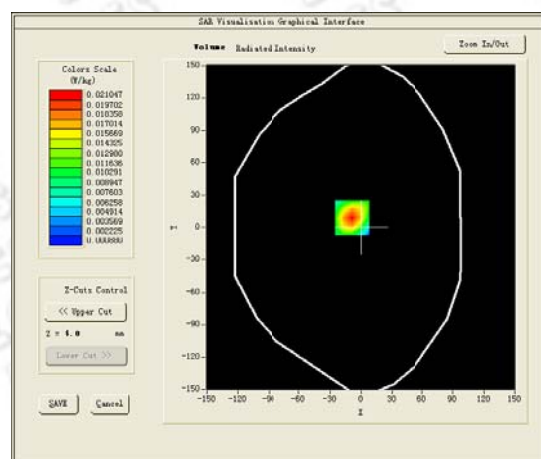 SAR Visualisation Graphical Interface
Volume Radiated Intensity
Zoom In/Out
Colors Scale
(W/kg)
0.021047
0.019702
0.018358
0.017014
0.015669
0.014325
0.012980
0.011636
0.010291
0.008947
0.007603
0.006258
0.004914
0.003569
0.002225
0.000880
150
120
90
60
30
0
-30
-60
-90
-120
-150
Y
-150 -120 -90 -60 -30 0 30 60 90 120 150
X
Z-Cuts Control
<< Upper Cut
Z = 4.0 mm
Lower Cut >>
SAVE Cancel